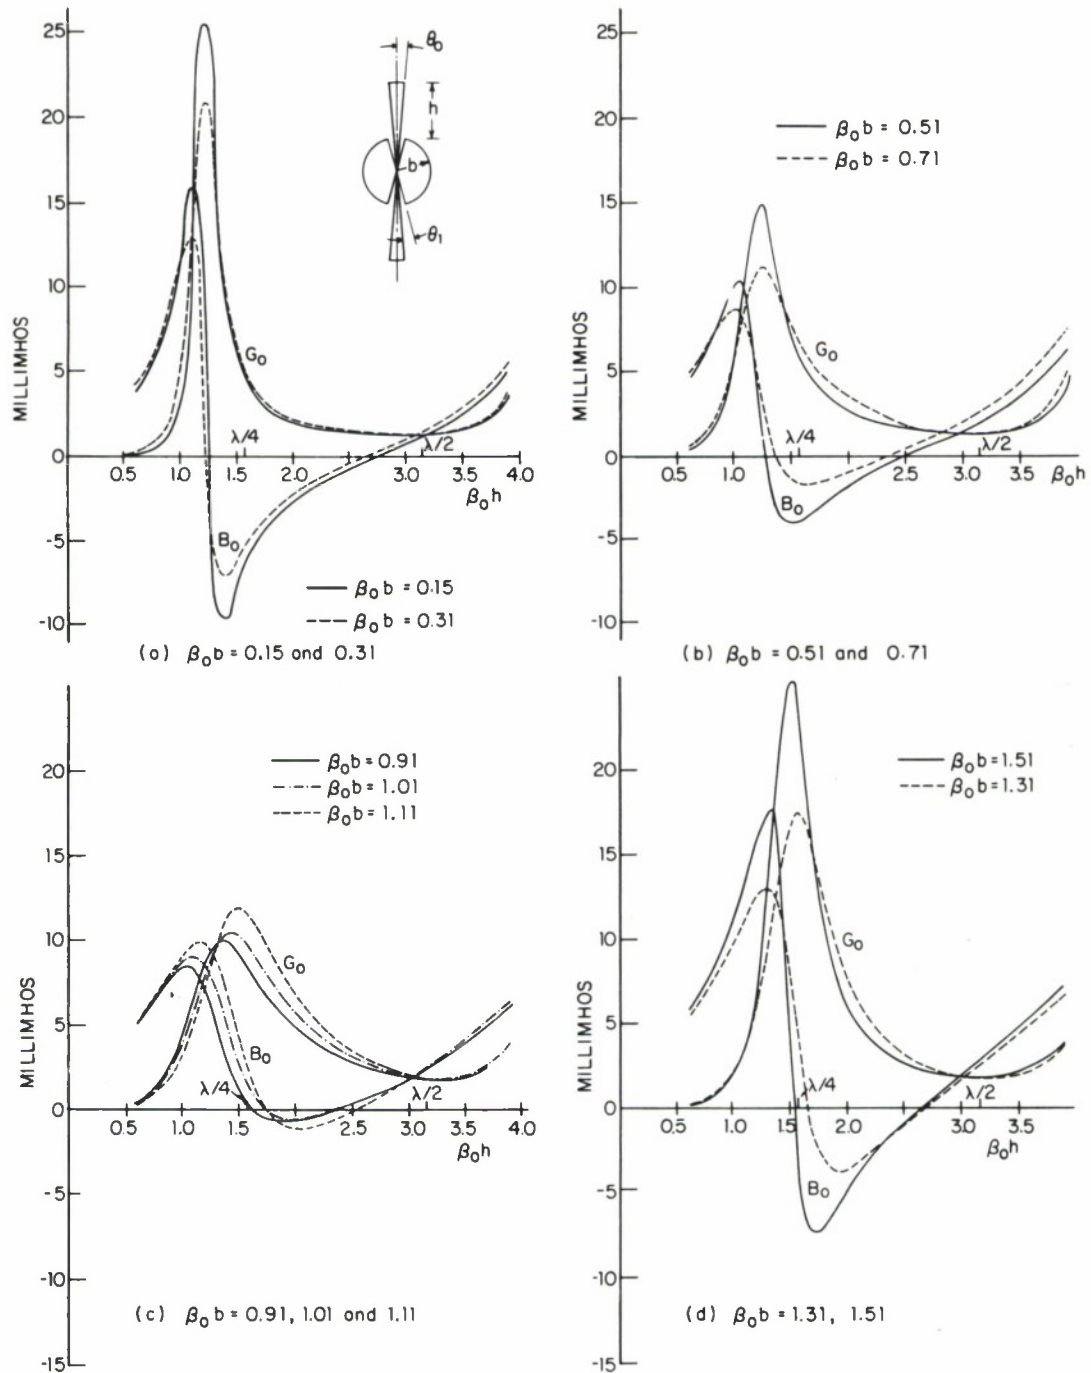 25
20
15
10
5
0
-5
-10
MILLIMHOS
θ₀
h
b
θ₁
G₀
λ/4
λ/2
B₀
0.5 1.0 1.5 2.0 3.0 3.5 4.0
β₀h
β₀b = 0.15
β₀b = 0.31
(a) β₀b = 0.15 and 0.31
25
20
15
10
5
0
-5
-10
MILLIMHOS
β₀b = 0.51
β₀b = 0.71
G₀
λ/4
λ/2
B₀
0.5 1.0 1.5 2.0 2.5 3.0 3.5 β₀h
(b) β₀b = 0.51 and 0.71
20
15
10
5
0
-5
-10
-15
MILLIMHOS
β₀b = 0.91
β₀b = 1.01
β₀b = 1.11
G₀
B₀
λ/4
λ/2
0.5 1.0 1.5 2.5 3.0 3.5 4.0
β₀h
(c) β₀b = 0.91, 1.01 and 1.11
20
15
10
5
0
-5
-10
-15
MILLIMHOS
β₀b = 1.51
β₀b = 1.31
G₀
λ/4
λ/2
B₀
0.5 1.0 1.5 2.0 3.0 3.5
β₀h
(d) β₀b = 1.31, 1.51